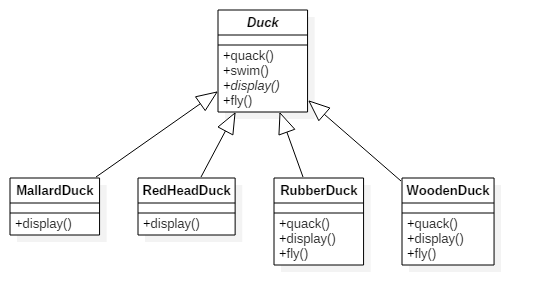 Duck
+quack()
+swim()
+display()
+fly()
MallardDuck
+display()
RedHeadDuck
+display()
RubberDuck
+quack()
+display()
+fly()
WoodenDuck
+quack()
+display()
+fly()